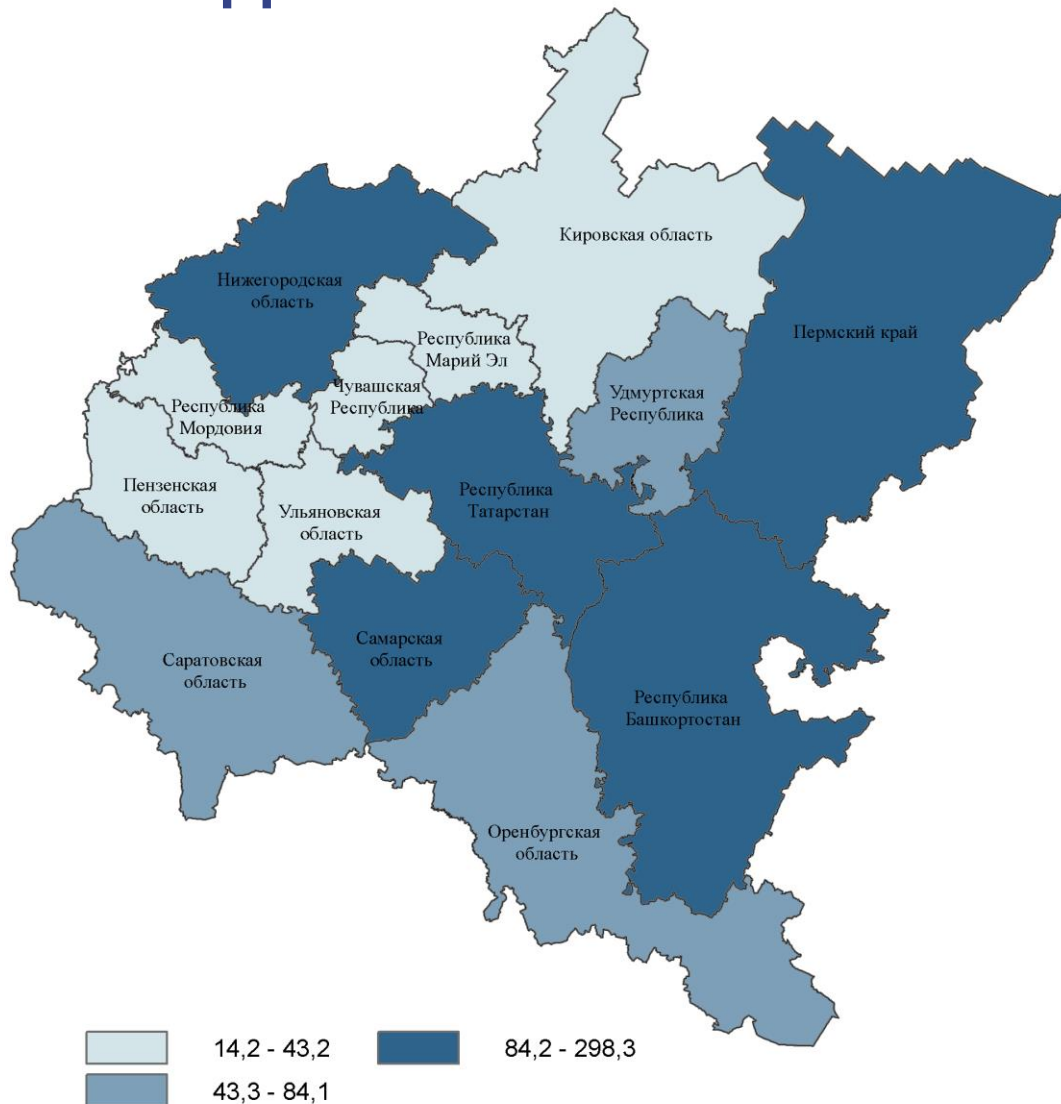 Кировская область
Нижегородская
область
Пермский край
Республика
Марий Эл
Чувашская
Республика
Удмуртская
Республика
Республика
Мордовия
Пензенская
область
Ульяновская
область
Республика
Татарстан
Самарская
область
Саратовская
область
Республика
Башкортостан
Оренбургская
область
14,2 - 43,2
84,2 - 298,3
43,3 - 84,1